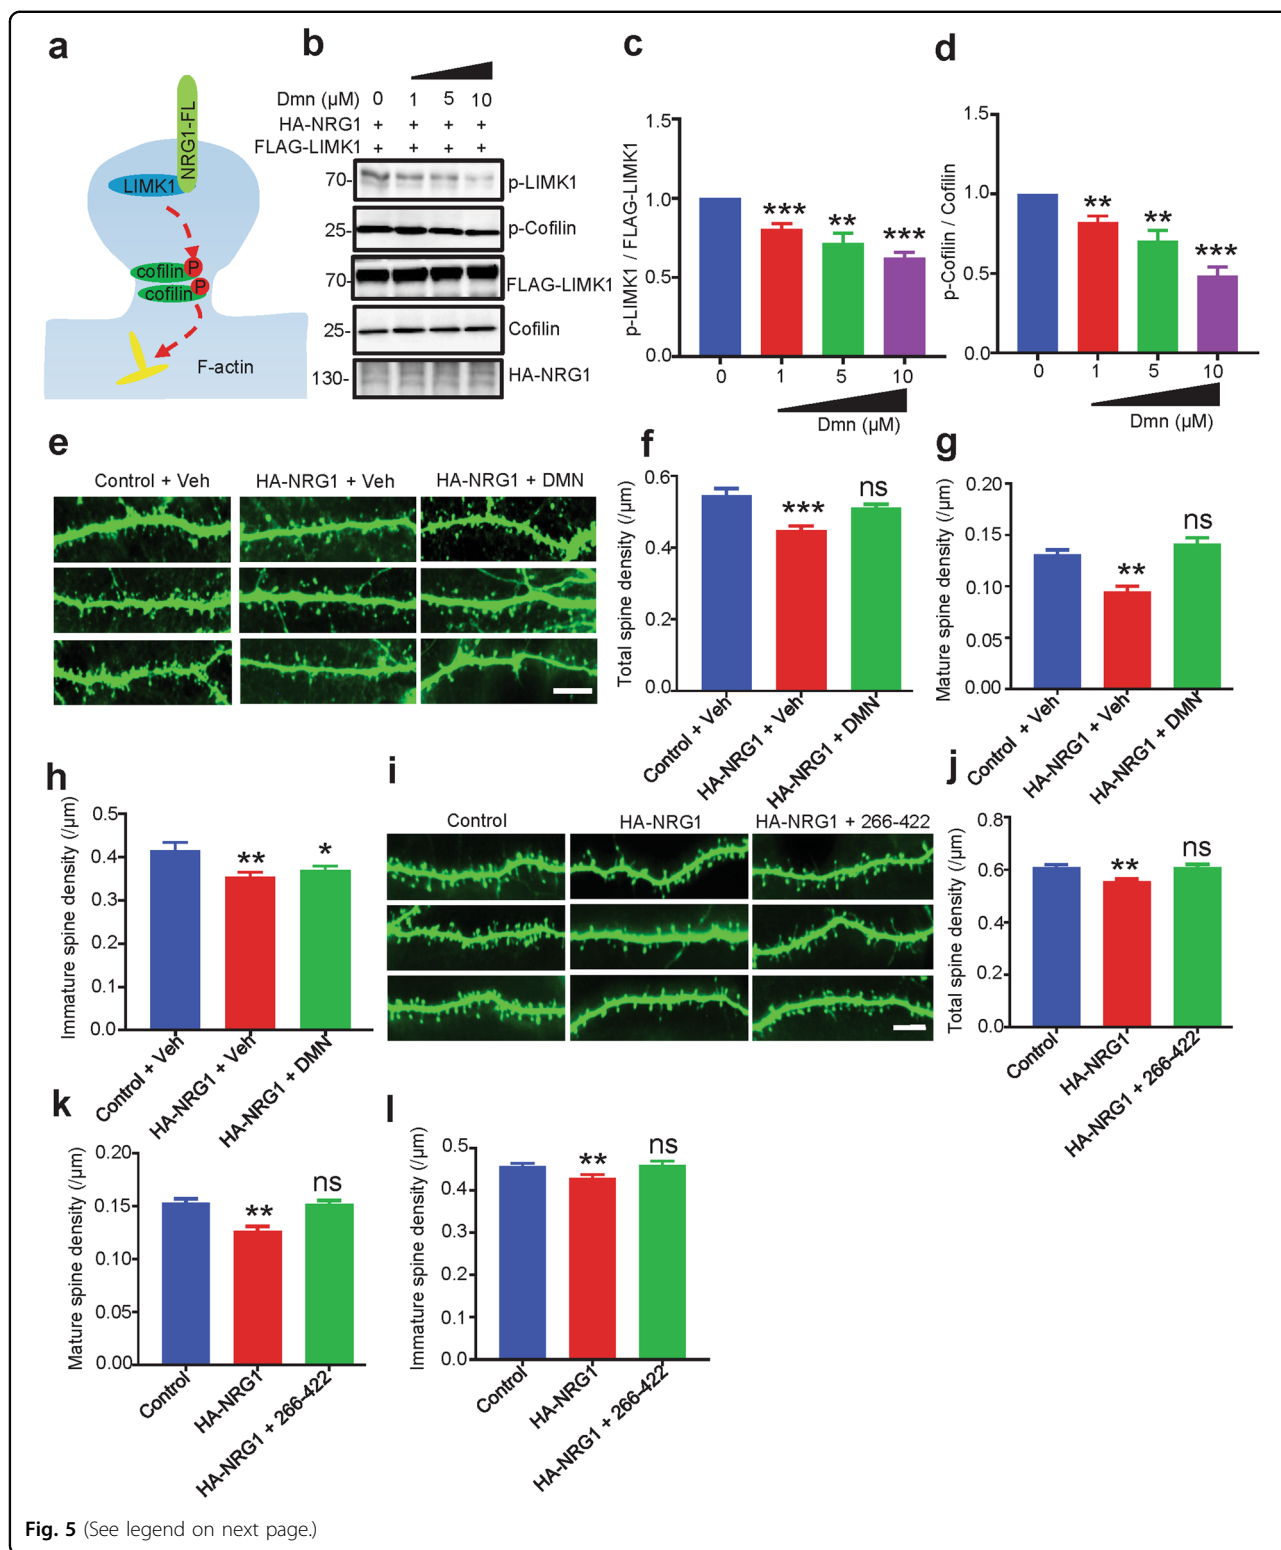 a
NRG1-FL
LIMK1
P
cofilin
P
cofilin
F-actin
b
Dmn (µM) 0 1 5 10
HA-NRG1 + + + +
FLAG-LIMK1 + + + +
70- p-LIMK1
25- p-Cofilin
70- FLAG-LIMK1
25- Cofilin
130- HA-NRG1
c
p-LIMK1 / FLAG-LIMK1
1.5
1.0
0.5
0.0
*** ** ***
0 1 5 10
Dmn (µM)
d
p-Cofilin / Cofilin
1.5
1.0
0.5
0.0
** ** ***
0 1 5 10
Dmn (µM)
e
Control + Veh HA-NRG1 + Veh HA-NRG1 + DMN
f
Total spine density (/µm)
0.6
0.4
0.2
0.0
*** ns
Control + Veh
HA-NRG1 + Veh
HA-NRG1 + DMN
g
Mature spine density (/µm)
0.20
0.15
0.10
0.05
0.00
** ns
Control + Veh
HA-NRG1 + Veh
HA-NRG1 + DMN
h
Immature spine density (/µm)
0.5
0.4
0.3
0.2
0.1
0.0
** *
Control + Veh
HA-NRG1 + Veh
HA-NRG1 + DMN
i
Control HA-NRG1 HA-NRG1 + 266-422
j
Total spine density (/µm)
0.8
0.6
0.4
0.2
0.0
** ns
Control
HA-NRG1
HA-NRG1 + 266-422
k
Mature spine density (/µm)
0.20
0.15
0.10
0.05
0.00
** ns
Control
HA-NRG1
HA-NRG1 + 266-422
l
Immature spine density (/µm)
0.5
0.4
0.3
0.2
0.1
0.0
** ns
Control
HA-NRG1
HA-NRG1 + 266-422
Fig. 5 (See legend on next page.)